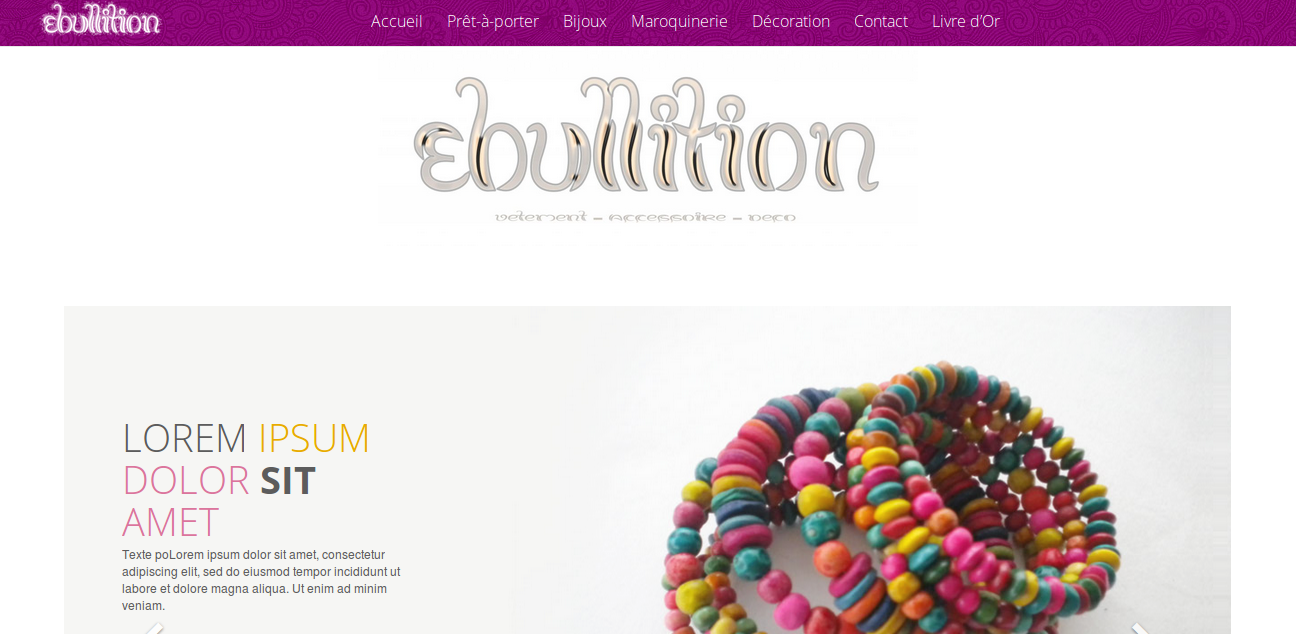 ebullition
Accueil Prêt-à-porter Bijoux Maroquinerie Décoration Contact Livre d'Or
ebullition
vetement - accessoire - deco
LOREM IPSUM
DOLOR SIT
AMET
Texte poLorem ipsum dolor sit amet, consectetur
adipiscing elit, sed do eiusmod tempor incididunt ut
labore et dolore magna aliqua. Ut enim ad minim
veniam.